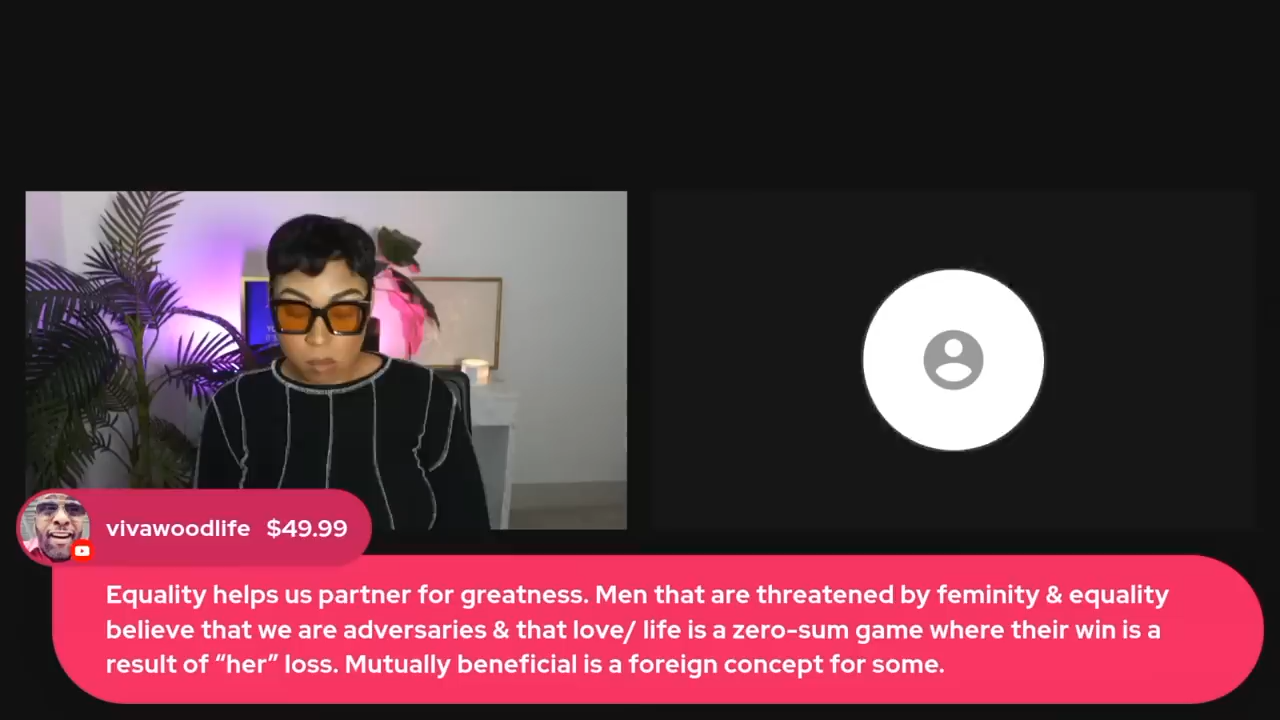 vivawoodlife $49.99
Equality helps us partner for greatness. Men that are threatened by feminity & equality
believe that we are adversaries & that love/ life is a zero-sum game where their win is a
result of “her” loss. Mutually beneficial is a foreign concept for some.